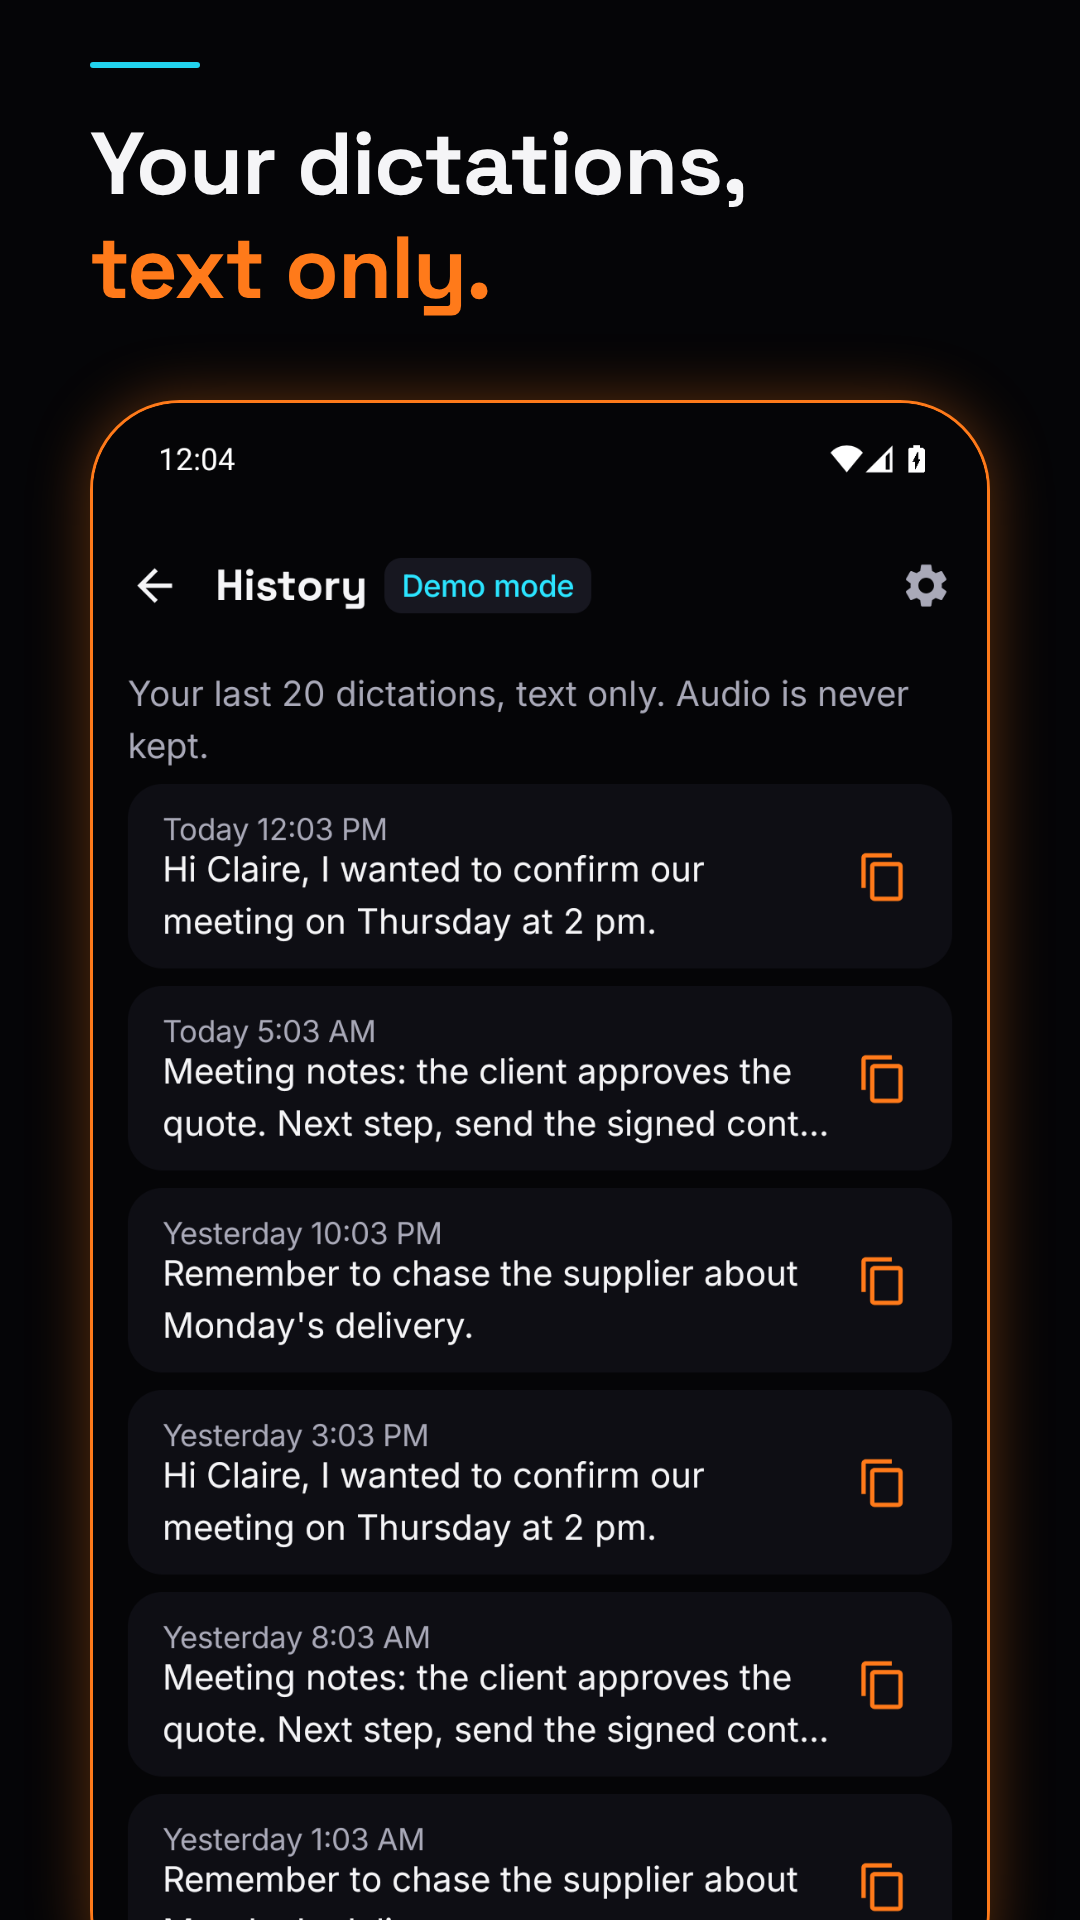 Your dictations,
text only.
12:04
History
Demo mode
Your last 20 dictations, text only. Audio is never
kept.
Today 12:03 PM
Hi Claire, I wanted to confirm our
meeting on Thursday at 2 pm.
Today 5:03 AM
Meeting notes: the client approves the
quote. Next step, send the signed cont...
Yesterday 10:03 PM
Remember to chase the supplier about
Monday's delivery.
Yesterday 3:03 PM
Hi Claire, I wanted to confirm our
meeting on Thursday at 2 pm.
Yesterday 8:03 AM
Meeting notes: the client approves the
quote. Next step, send the signed cont...
Yesterday 1:03 AM
Remember to chase the supplier about